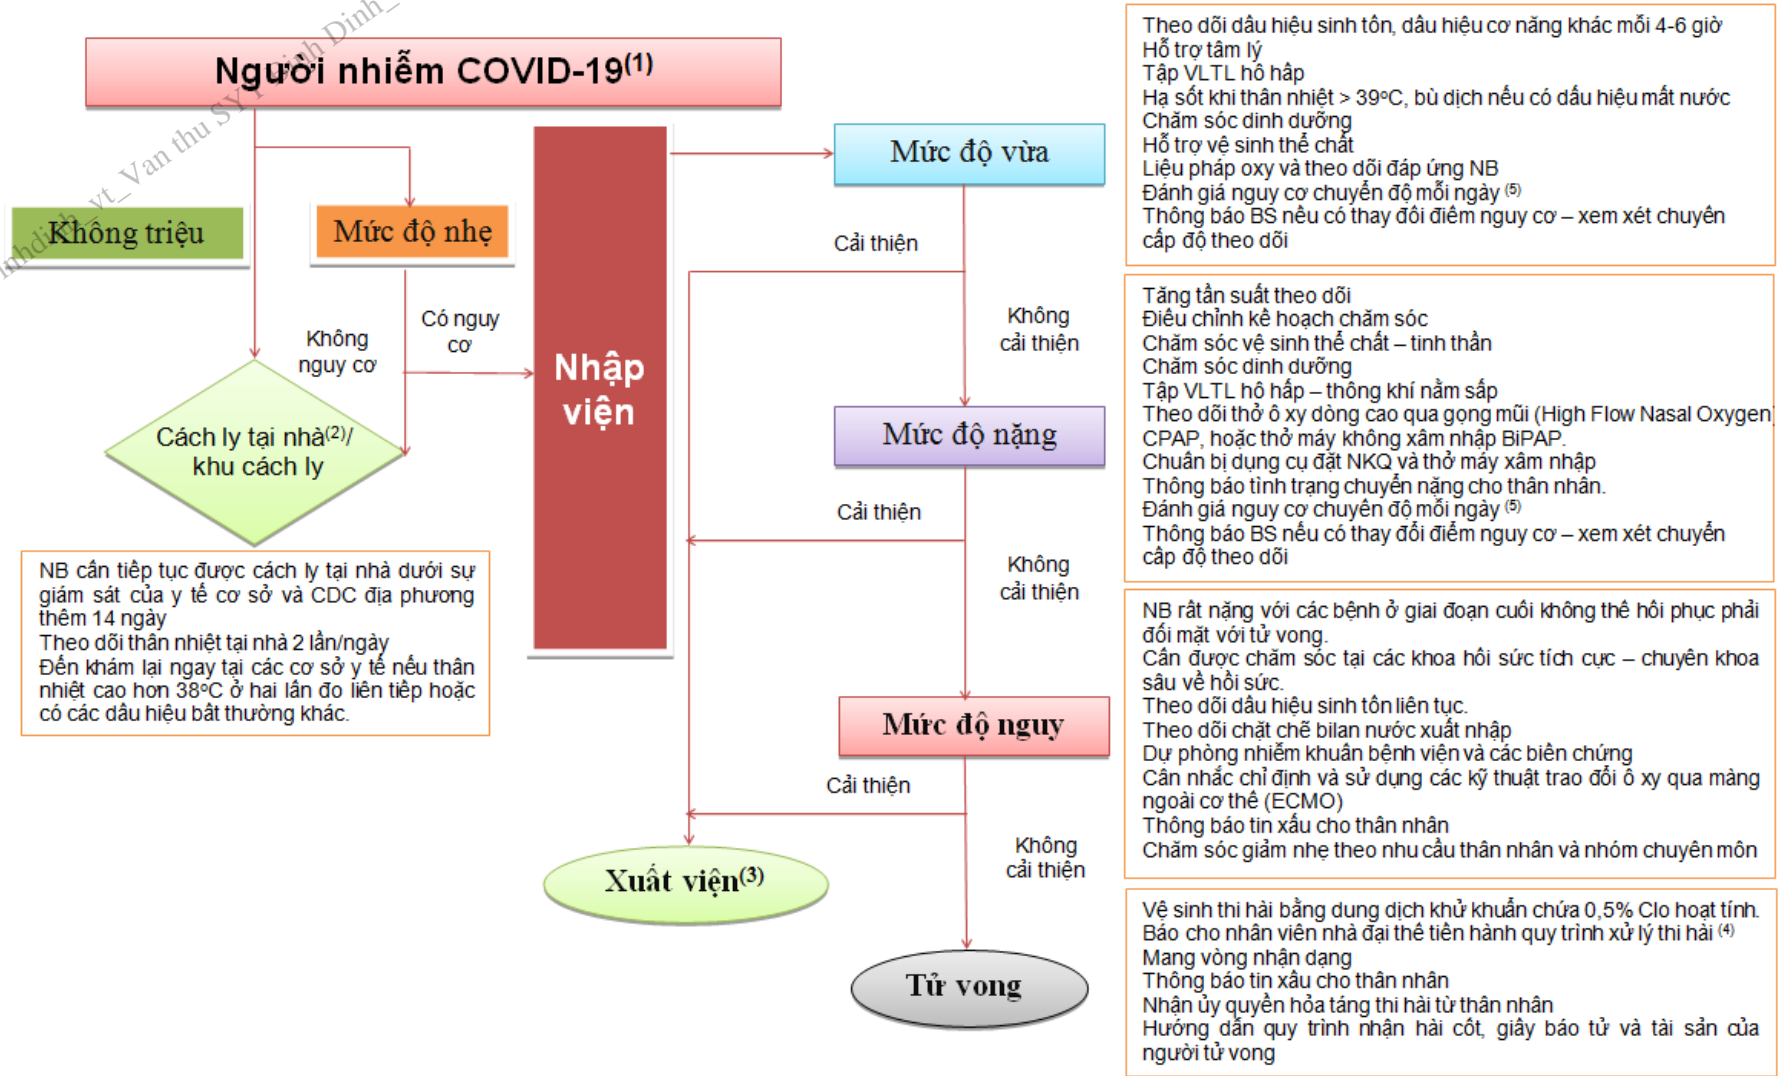 Người nhiễm COVID-19(1)
Không triệu
Mức độ nhẹ
Không
nguy cơ
Có nguy
cơ
Cách ly tại nhà(2)/
khu cách ly
NB cần tiếp tục được cách ly tại nhà dưới sự
giám sát của y tế cơ sở và CDC địa phương
thêm 14 ngày
Theo dõi thân nhiệt tại nhà 2 lần/ngày
Đến khám lại ngay tại các cơ sở y tế nếu thân
nhiệt cao hơn 38ºC ở hai lần đo liên tiếp hoặc
có các dấu hiệu bất thường khác.
Nhập
viện
Mức độ vừa
Cải thiện
Không
cải thiện
Mức độ nặng
Cải thiện
Không
cải thiện
Mức độ nguy
Cải thiện
Không
cải thiện
Xuất viện(3)
Tử vong
Theo dõi dấu hiệu sinh tồn, dấu hiệu cơ năng khác mỗi 4-6 giờ
Hỗ trợ tâm lý
Tập VLTL hô hấp
Hạ sốt khi thân nhiệt > 39ºC, bù dịch nếu có dấu hiệu mất nước
Chăm sóc dinh dưỡng
Hỗ trợ vệ sinh thể chất
Liệu pháp oxy và theo dõi đáp ứng NB
Đánh giá nguy cơ chuyển độ mỗi ngày (5)
Thông báo BS nếu có thay đổi điểm nguy cơ – xem xét chuyển
cấp độ theo dõi
Tăng tần suất theo dõi
Điều chỉnh kế hoạch chăm sóc
Chăm sóc vệ sinh thể chất – tinh thần
Chăm sóc dinh dưỡng
Tập VLTL hô hấp – thông khí nằm sấp
Theo dõi thở ô xy dòng cao qua gọng mũi (High Flow Nasal Oxygen)
CPAP, hoặc thở máy không xâm nhập BiPAP.
Chuẩn bị dụng cụ đặt NKQ và thở máy xâm nhập
Thông báo tình trạng chuyển nặng cho thân nhân.
Đánh giá nguy cơ chuyển độ mỗi ngày (5)
Thông báo BS nếu có thay đổi điểm nguy cơ – xem xét chuyển
cấp độ theo dõi
NB rất nặng với các bệnh ở giai đoạn cuối không thể hồi phục phải
đối mặt với tử vong.
Cần được chăm sóc tại các khoa hồi sức tích cực – chuyên khoa
sâu về hồi sức.
Theo dõi dấu hiệu sinh tồn liên tục.
Theo dõi chặt chẽ bilan nước xuất nhập
Dự phòng nhiễm khuẩn bệnh viện và các biến chứng
Cân nhắc chỉ định và sử dụng các kỹ thuật trao đổi ô xy qua màng
ngoài cơ thể (ECMO)
Thông báo tin xấu cho thân nhân
Chăm sóc giảm nhẹ theo nhu cầu thân nhân và nhóm chuyên môn
Vệ sinh thi hài bằng dung dịch khử khuẩn chứa 0,5% Clo hoạt tính.
Báo cho nhân viên nhà đại thể tiến hành quy trình xử lý thi hài (4)
Mang vòng nhận dạng
Thông báo tin xấu cho thân nhân
Nhận ủy quyền hỏa táng thi hài từ thân nhân
Hướng dẫn quy trình nhận hài cốt, giấy báo tử và tài sản của
người tử vong